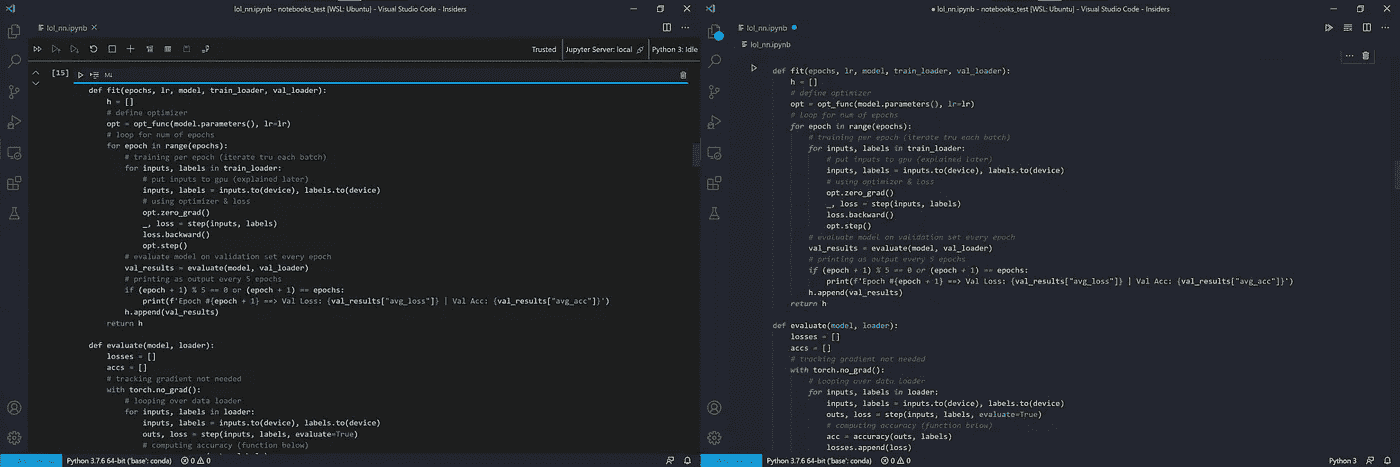 lol_nn.ipynb - notebooks_test [WSL: Ubuntu] - Visual Studio Code - Insiders
lol_nn.ipynb
Trusted
Jupyter Server: local
Python 3: Idle
[15]
M↓
def fit(epochs, lr, model, train_loader, val_loader):
h = []
# define optimizer
opt = opt_func(model.parameters(), lr=lr)
# loop for num of epochs
for epoch in range(epochs):
# training per epoch (iterate tru each batch)
for inputs, labels in train_loader:
# put inputs to gpu (explained later)
inputs, labels = inputs.to(device), labels.to(device)
# using optimizer & loss
opt.zero_grad()
_, loss = step(inputs, labels)
loss.backward()
opt.step()
# evaluate model on validation set every epoch
val_results = evaluate(model, val_loader)
# printing as output every 5 epochs
if (epoch + 1) % 5 == 0 or (epoch + 1) == epochs:
print(f'Epoch #{epoch + 1} ==> Val Loss: {val_results["avg_loss"]} | Val Acc: {val_results["avg_acc"]}')
h.append(val_results)
return h
def evaluate(model, loader):
losses = []
accs = []
# tracking gradient not needed
with torch.no_grad():
# looping over data loader
for inputs, labels in loader:
inputs, labels = inputs.to(device), labels.to(device)
outs, loss = step(inputs, labels, evaluate=True)
# computing accuracy (function below)
Python 3.7.6 64-bit ('base': conda)
0
0
● lol_nn.ipynb - notebooks_test [WSL: Ubuntu] - Visual Studio Code - Insiders
lol_nn.ipynb ●
lol_nn.ipynb
def fit(epochs, lr, model, train_loader, val_loader):
h = []
# define optimizer
opt = opt_func(model.parameters(), lr=lr)
# loop for num of epochs
for epoch in range(epochs):
# training per epoch (iterate tru each batch)
for inputs, labels in train_loader:
# put inputs to gpu (explained later)
inputs, labels = inputs.to(device), labels.to(device)
# using optimizer & loss
opt.zero_grad()
_, loss = step(inputs, labels)
loss.backward()
opt.step()
# evaluate model on validation set every epoch
val_results = evaluate(model, val_loader)
# printing as output every 5 epochs
if (epoch + 1) % 5 == 0 or (epoch + 1) == epochs:
print(f'Epoch #{epoch + 1} ==> Val Loss: {val_results["avg_loss"]} | Val Acc: {val_results["avg_acc"]}')
h.append(val_results)
return h
def evaluate(model, loader):
losses = []
accs = []
# tracking gradient not needed
with torch.no_grad():
# Looping over data loader
for inputs, labels in loader:
inputs, labels = inputs.to(device), labels.to(device)
outs, loss = step(inputs, labels, evaluate=True)
# computing accuracy (function below)
acc = accuracy(outs, labels)
losses.append(loss)
Python 3.7.6 64-bit ('base': conda)
0
0
Python 3